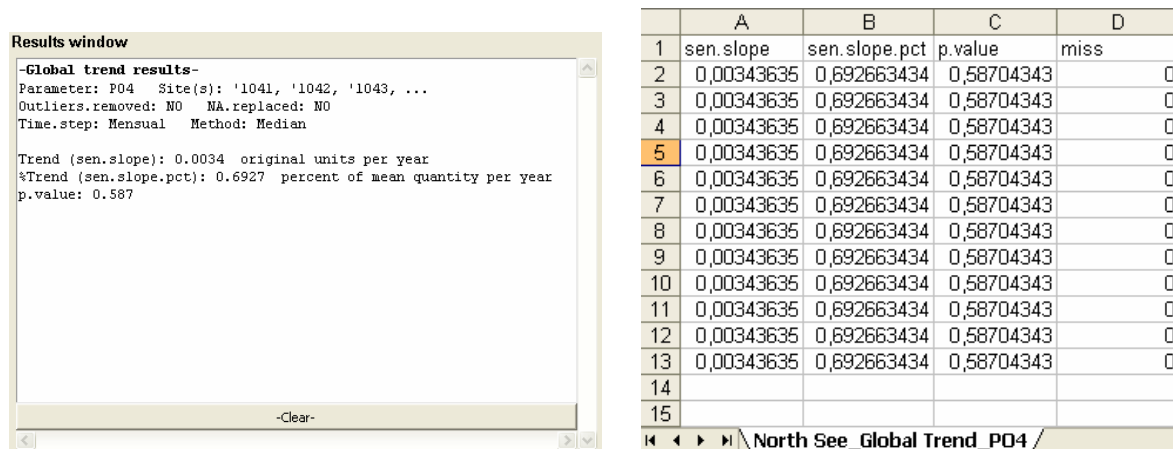 Results window
-Global trend results-
Parameter: PO4 Site(s): '1041, '1042, '1043, ...
Outliers.removed: NO NA.replaced: NO
Time.step: Mensual Method: Median
Trend (sen.slope): 0.0034 original units per year
%Trend (sen.slope.pct): 0.6927 percent of mean quantity per year
p.value: 0.587
-Clear-
A B C D
1 sen.slope sen.slope.pct p.value miss
2 0,00343635 0,692663434 0,58704343 0
3 0,00343635 0,692663434 0,58704343 0
4 0,00343635 0,692663434 0,58704343 0
5 0,00343635 0,692663434 0,58704343 0
6 0,00343635 0,692663434 0,58704343 0
7 0,00343635 0,692663434 0,58704343 0
8 0,00343635 0,692663434 0,58704343 0
9 0,00343635 0,692663434 0,58704343 0
10 0,00343635 0,692663434 0,58704343 0
11 0,00343635 0,692663434 0,58704343 0
12 0,00343635 0,692663434 0,58704343 0
13 0,00343635 0,692663434 0,58704343 0
14
15
North See_Global Trend_PO4